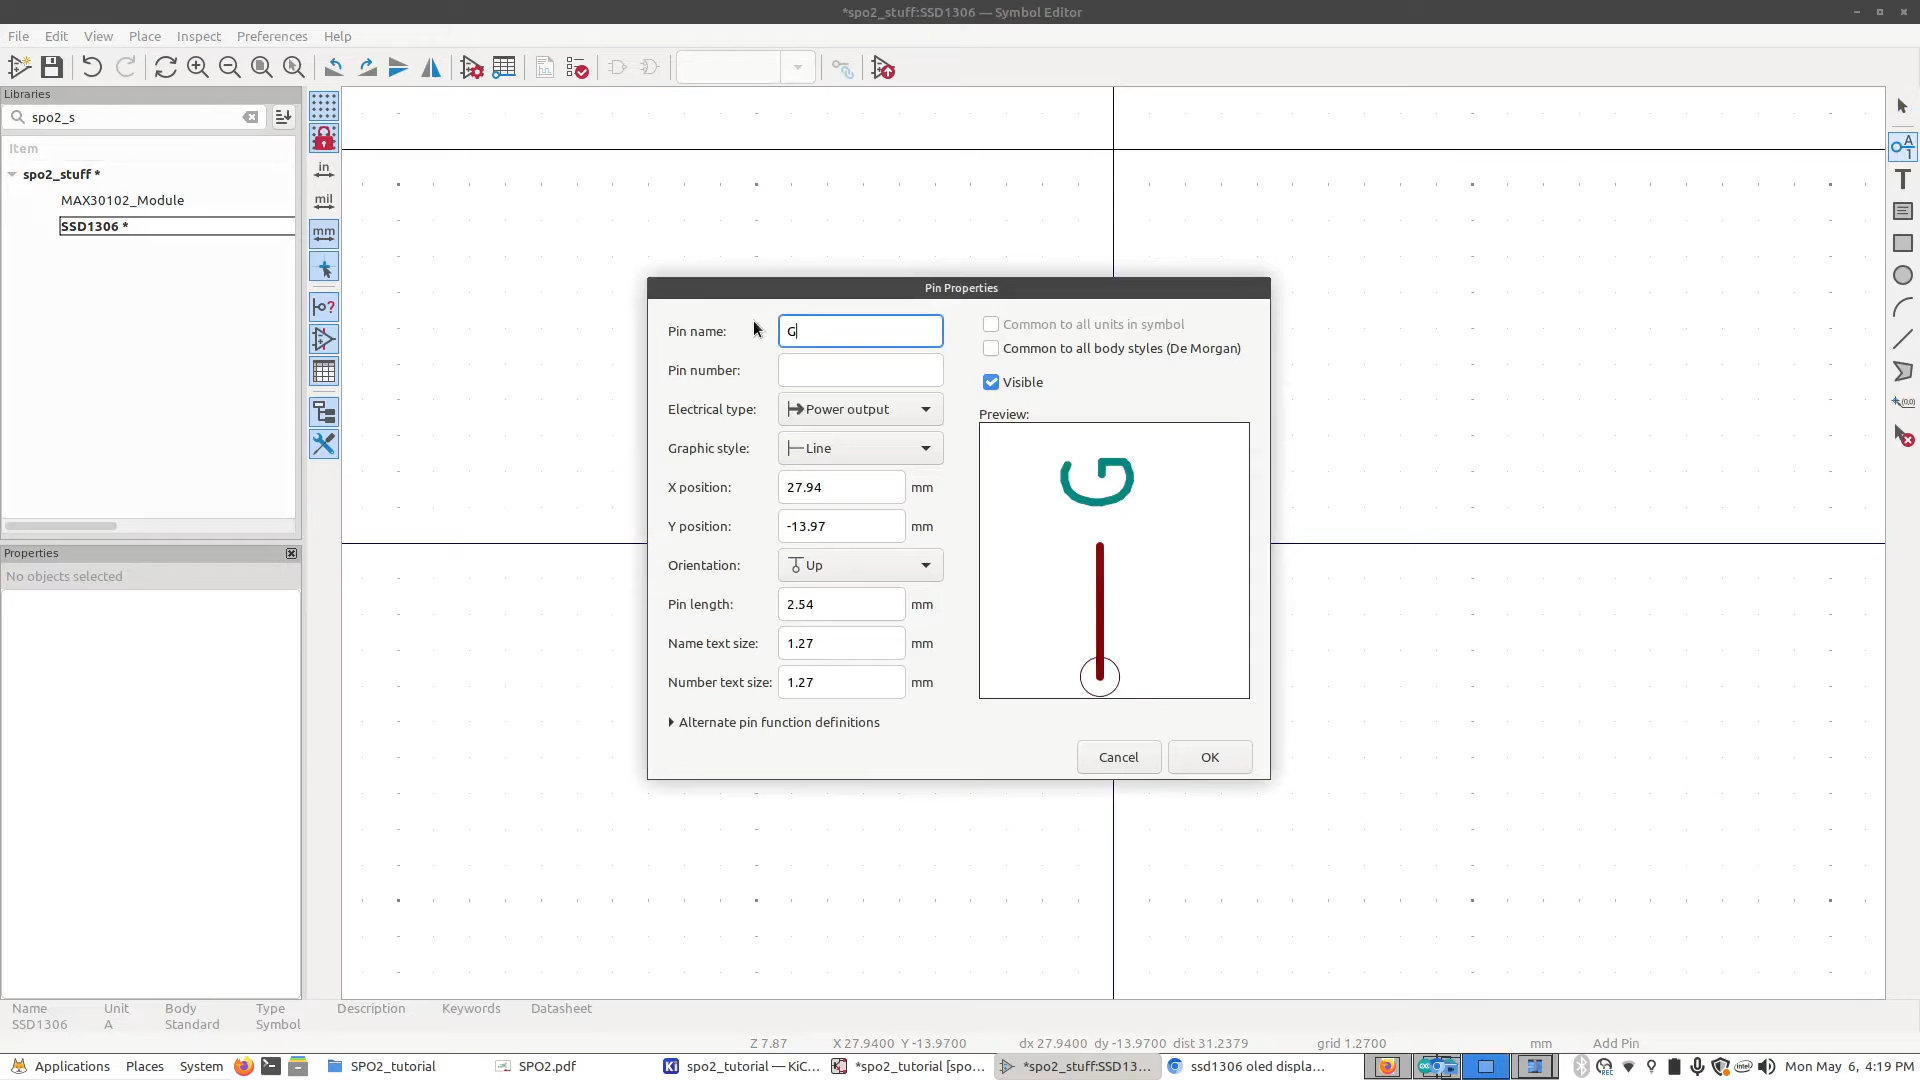 *spo2_stuff:SSD1306 — Symbol Editor
File Edit View Place Inspect Preferences Help
Libraries
spo2_s
Item
spo2_stuff *
MAX30102_Module
SSD1306 *
in
mil
mm
Properties
No objects selected
Pin Properties
Pin name: G
Pin number:
Electrical type: Power output
Graphic style: Line
X position: 27.94 mm
Y position: -13.97 mm
Orientation: Up
Pin length: 2.54 mm
Name text size: 1.27 mm
Number text size: 1.27 mm
Alternate pin function definitions
Common to all units in symbol
Common to all body styles (De Morgan)
Visible
Preview:
G
Cancel OK
A
1
T
(0,0)
Name Unit Body Type Description Keywords Datasheet
SSD1306 A Standard Symbol
Z 7.87 X 27.9400 Y -13.9700 dx 27.9400 dy -13.9700 dist 31.2379 grid 1.2700 mm Add Pin
Applications Places System SPO2_tutorial SPO2.pdf Ki spo2_tutorial — KiC... *spo2_tutorial [spo... *spo2_stuff:SSD13... ssd1306 oled displa... Mon May 6, 4:19 PM